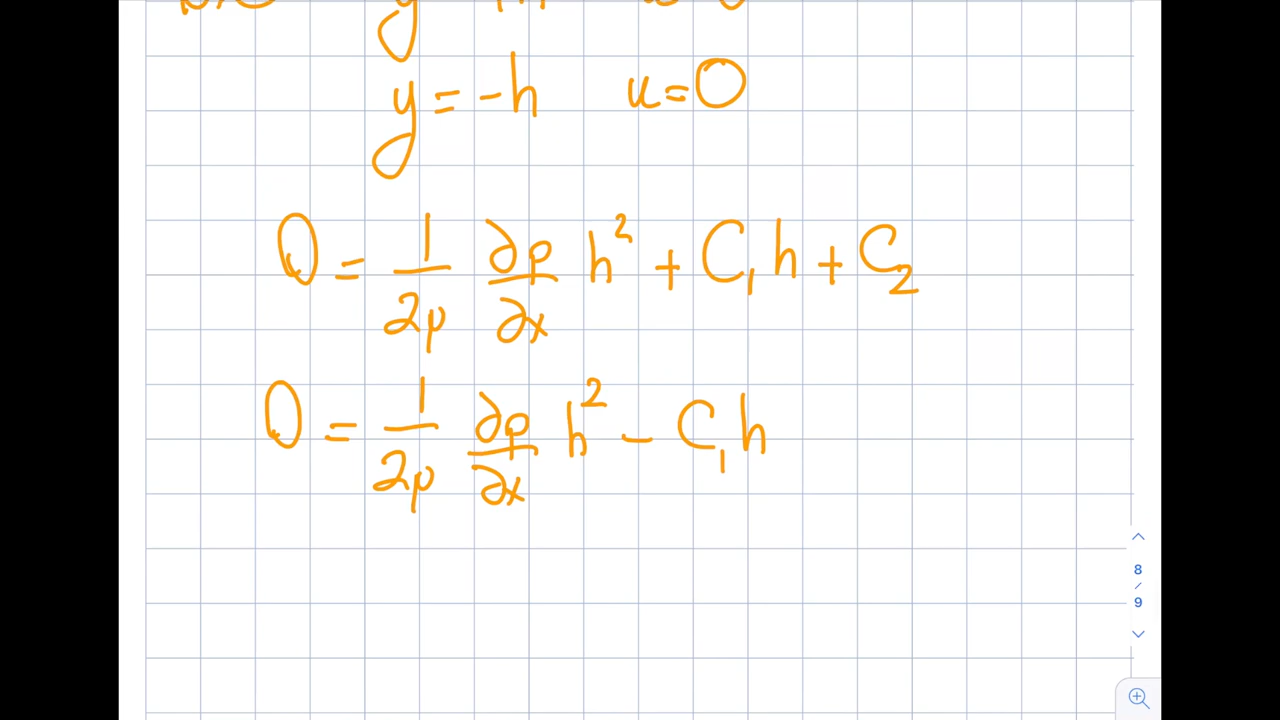 y = -h u = 0
0 = 1/2μ ∂p/∂x h² + C₁h + C₂
0 = 1/2μ ∂p/∂x h² - C₁h
8
/
9